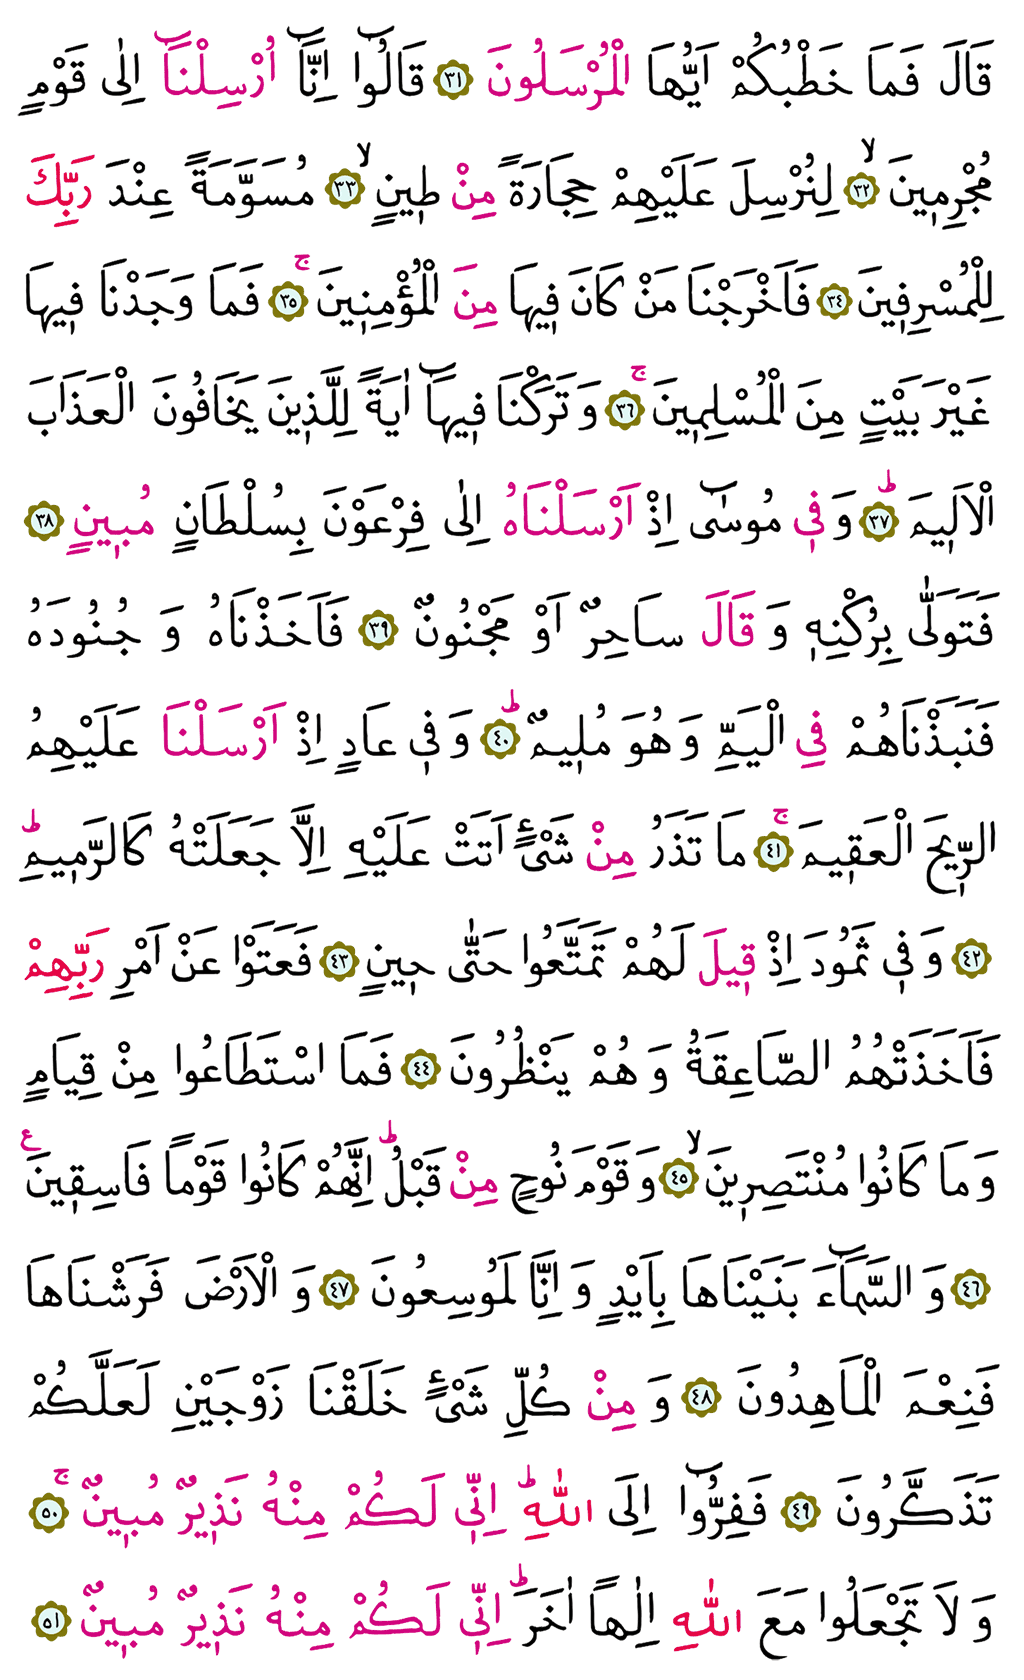 قَالَ فَمَا خَطْبُكُمْ اَيُّهَا الْمُرْسَلُونَ ﴿٣١﴾ قَالُٓوا اِنَّٓا اُرْسِلْنَٓا اِلٰى قَوْمٍ
مُجْرِم۪ينَۙ ﴿٣٢﴾ لِنُرْسِلَ عَلَيْهِمْ حِجَارَةً مِنْ ط۪ينٍۙ ﴿٣٣﴾ مُسَوَّمَةً عِنْدَ رَبِّكَ
لِلْمُسْرِف۪ينَ ﴿٣٤﴾ فَاَخْرَجْنَا مَنْ كَانَ ف۪يهَا مِنَ الْمُؤْمِن۪ينَۚ ﴿٣٥﴾ فَمَا وَجَدْنَا ف۪يهَا
غَيْرَ بَيْتٍ مِنَ الْمُسْلِم۪ينَۚ ﴿٣٦﴾ وَ تَرَكْنَا ف۪يهَٓا اٰيَةً لِلَّذ۪ينَ يَخَافُونَ الْعَذَابَ
الْاَل۪يمَۜ ﴿٣٧﴾ وَ ف۪ي مُوسٰٓى اِذْ اَرْسَلْنَاهُ اِلٰى فِرْعَوْنَ بِسُلْطَانٍ مُب۪ينٍ ﴿٣٨﴾
فَتَوَلّٰى بِرُكْنِه۪ وَ قَالَ سَاحِرٌ اَوْ مَجْنُونٌ ﴿٣٩﴾ فَاَخَذْنَاهُ وَ جُنُودَهُ
فَنَبَذْنَاهُمْ فِي الْيَمِّ وَ هُوَ مُل۪يمٌۜ ﴿٤٠﴾ وَ ف۪ي عَادٍ اِذْ اَرْسَلْنَا عَلَيْهِمُ
الرّ۪يحَ الْعَق۪يمَۚ ﴿٤١﴾ مَا تَذَرُ مِنْ شَيْءٍ اَتَتْ عَلَيْهِ اِلَّا جَعَلَتْهُ كَالرَّم۪يمِۜ
﴿٤٢﴾ وَ ف۪ي ثَمُودَ اِذْ ق۪يلَ لَهُمْ تَمَتَّعُوا حَتّٰى ح۪ينٍ ﴿٤٣﴾ فَعَتَوْا عَنْ اَمْرِ رَبِّهِمْ
فَاَخَذَتْهُمُ الصَّاعِقَةُ وَ هُمْ يَنْظُرُونَ ﴿٤٤﴾ فَمَا اسْتَطَاعُوا مِنْ قِيَامٍ
وَ مَا كَانُوا مُنْتَصِر۪ينَۙ ﴿٤٥﴾ وَ قَوْمَ نُوحٍ مِنْ قَبْلُۜ اِنَّهُمْ كَانُوا قَوْماً فَاسِق۪ينَ ع
﴿٤٦﴾ وَ السَّمَٓاءَ بَنَيْنَاهَا بِاَيْدٍ وَ اِنَّا لَمُوسِعُونَ ﴿٤٧﴾ وَ الْاَرْضَ فَرَشْنَاهَا
فَنِعْمَ الْمَاهِدُونَ ﴿٤٨﴾ وَ مِنْ كُلِّ شَيْءٍ خَلَقْنَا زَوْجَيْنِ لَعَلَّكُمْ
تَذَكَّرُونَ ﴿٤٩﴾ فَفِرُّٓوا اِلَى اللّٰهِۜ اِنّ۪ي لَكُمْ مِنْهُ نَذ۪يرٌ مُب۪ينٌۚ ﴿٥٠﴾
وَ لَا تَجْعَلُوا مَعَ اللّٰهِ اِلٰهاً اٰخَرَۜ اِنّ۪ي لَكُمْ مِنْهُ نَذ۪يرٌ مُب۪ينٌ ﴿٥١﴾